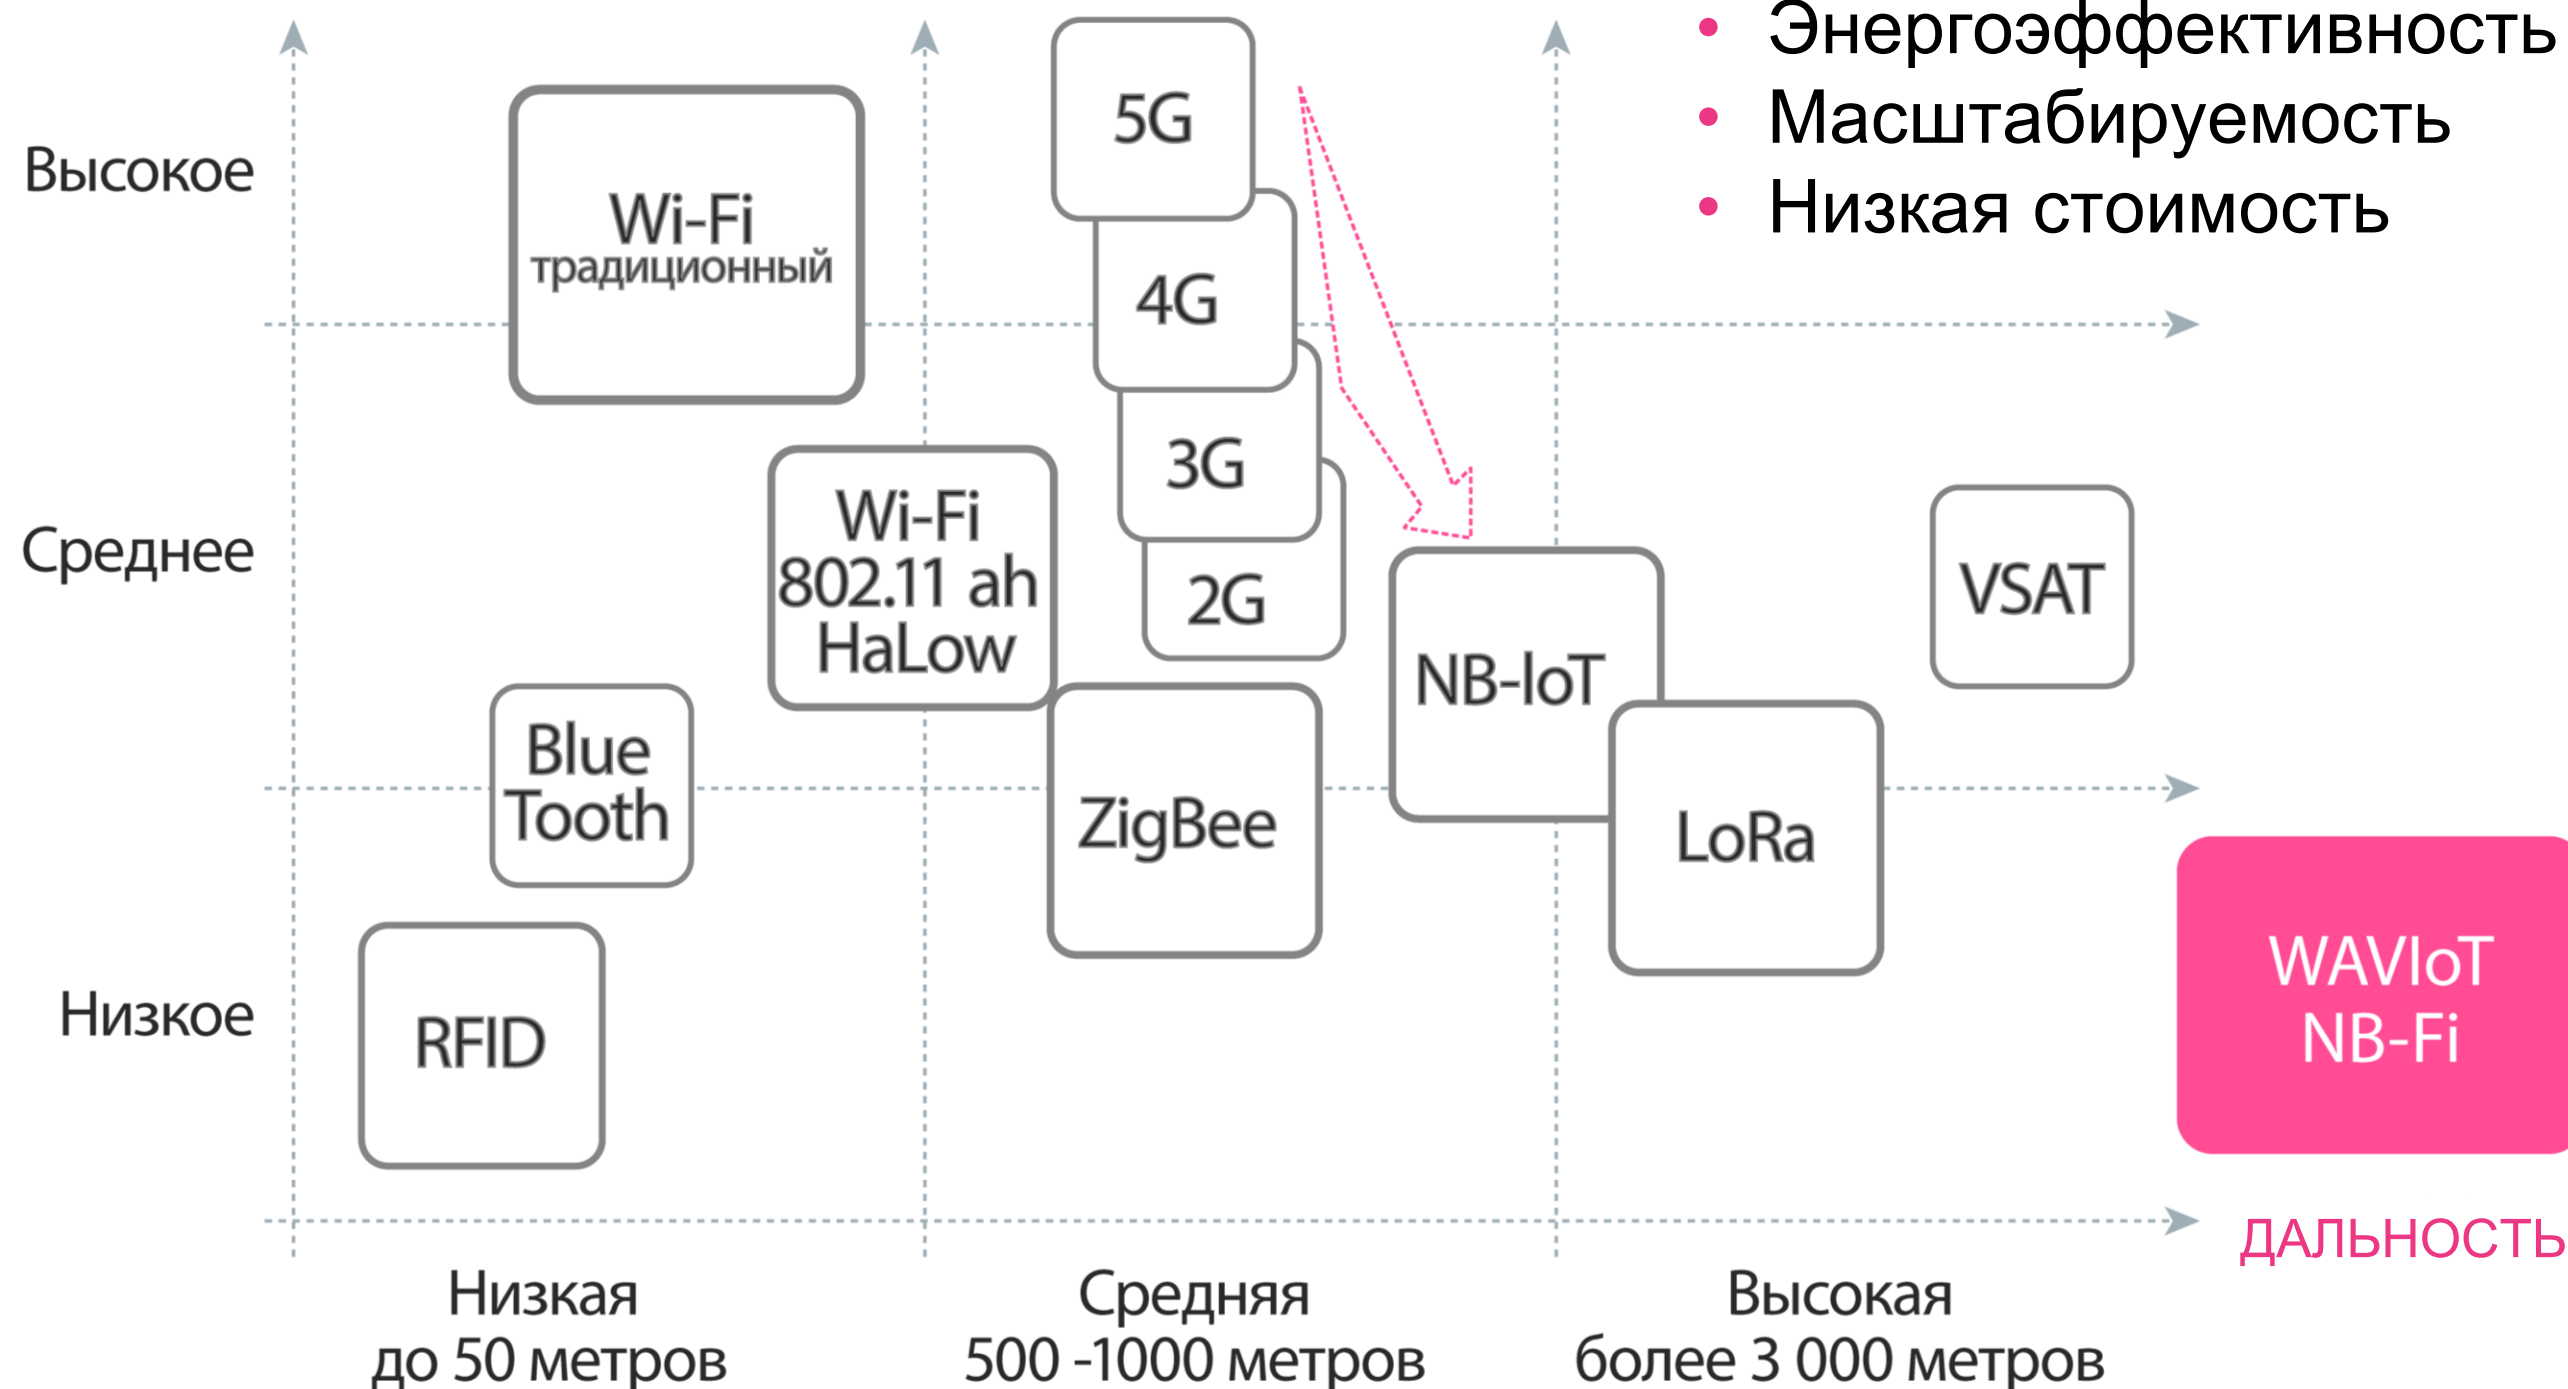 Энергоэффективность
Масштабируемость
Низкая стоимость
Высокое
Среднее
Низкое
Wi-Fi
традиционный
5G
4G
3G
2G
Wi-Fi
802.11 ah
HaLow
Blue
Tooth
RFID
ZigBee
NB-IoT
LoRa
VSAT
WAVIoT
NB-Fi
ДАЛЬНОСТЬ
Низкая
до 50 метров
Средняя
500 -1000 метров
Высокая
более 3 000 метров